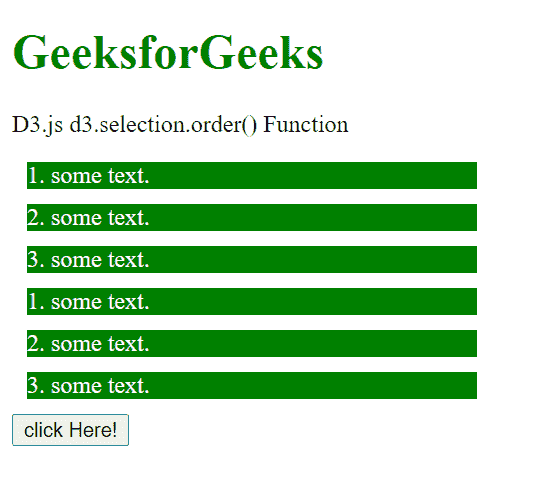 GeeksforGeeks
D3.js d3.selection.order() Function
1. some text.
2. some text.
3. some text.
1. some text.
2. some text.
3. some text.
click Here!